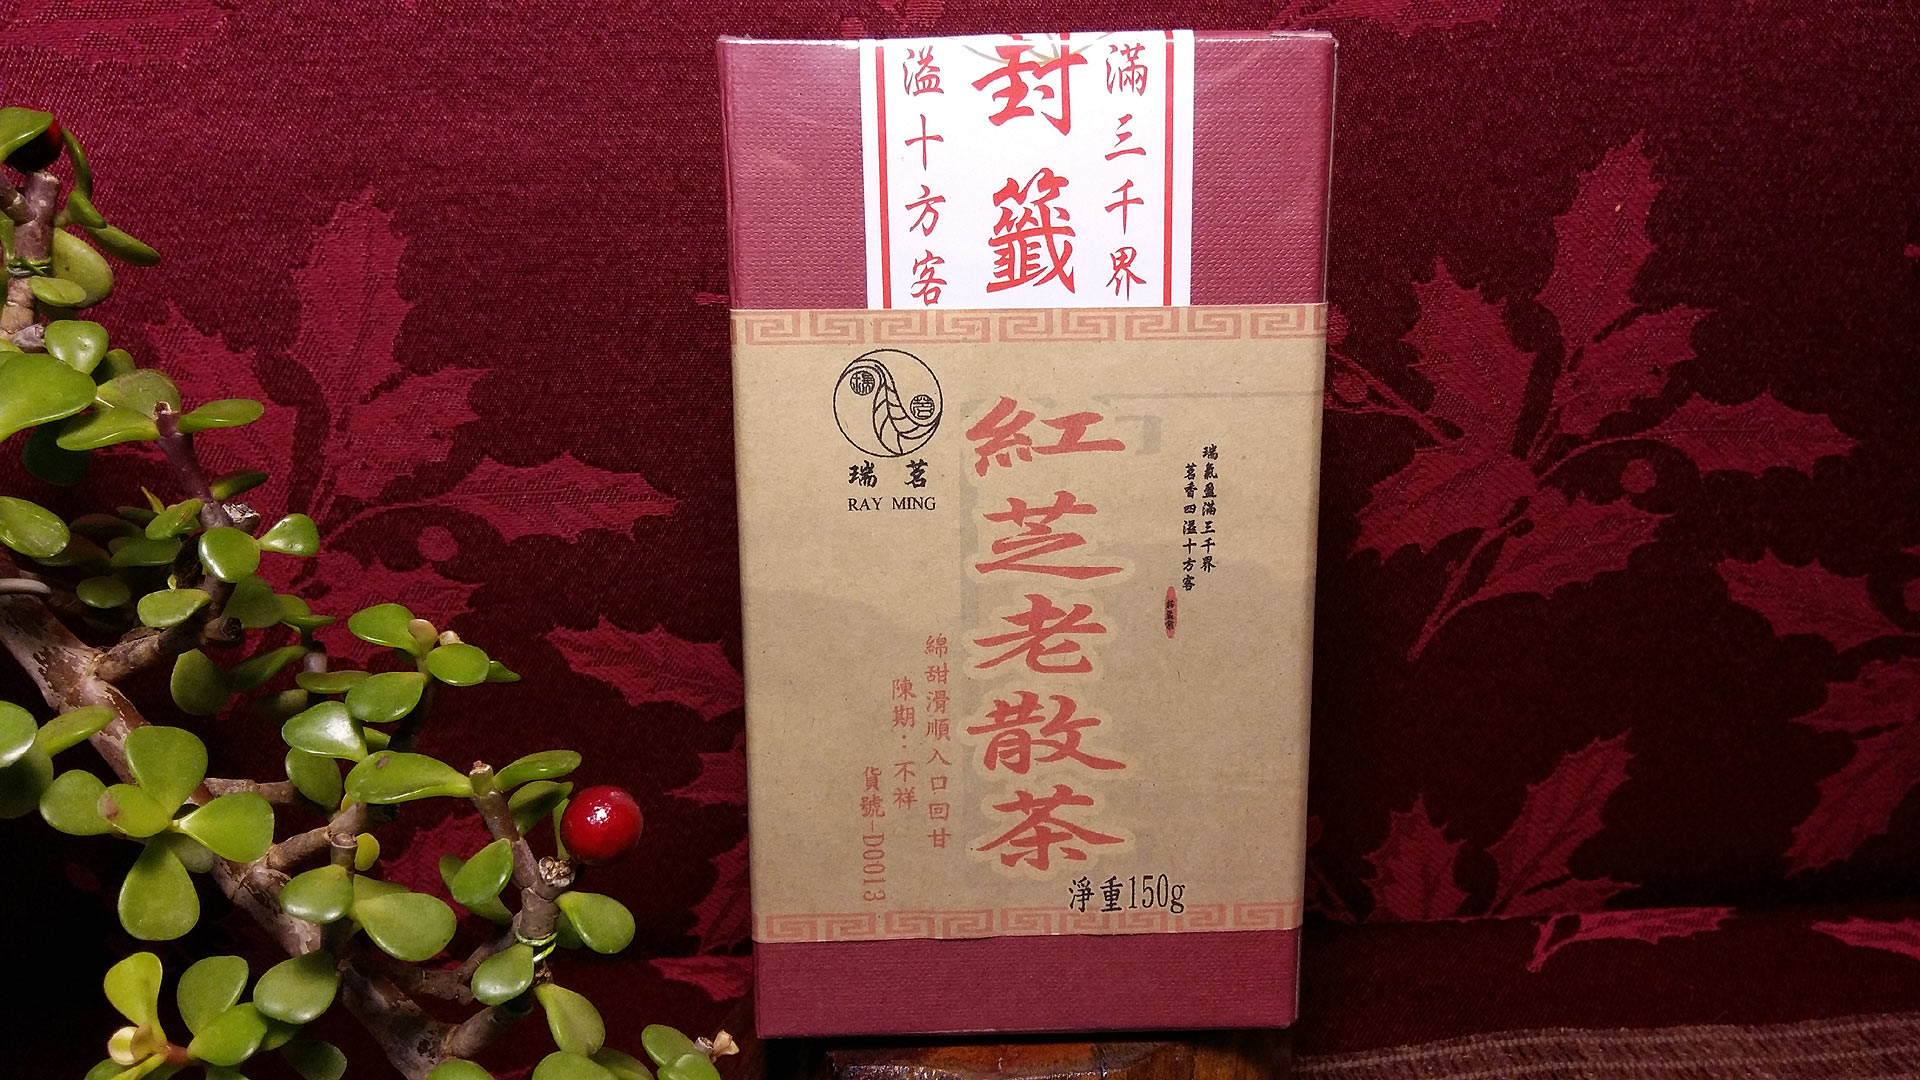 滿三千界
封籤
溢十方客
瑞茗
RAY MING
瑞氣盈滿三千界
茗香四溢十方客
紅芝老散茶
綿甜滑順入口回甘
陳期：不祥
貨號-D0013
淨重150g